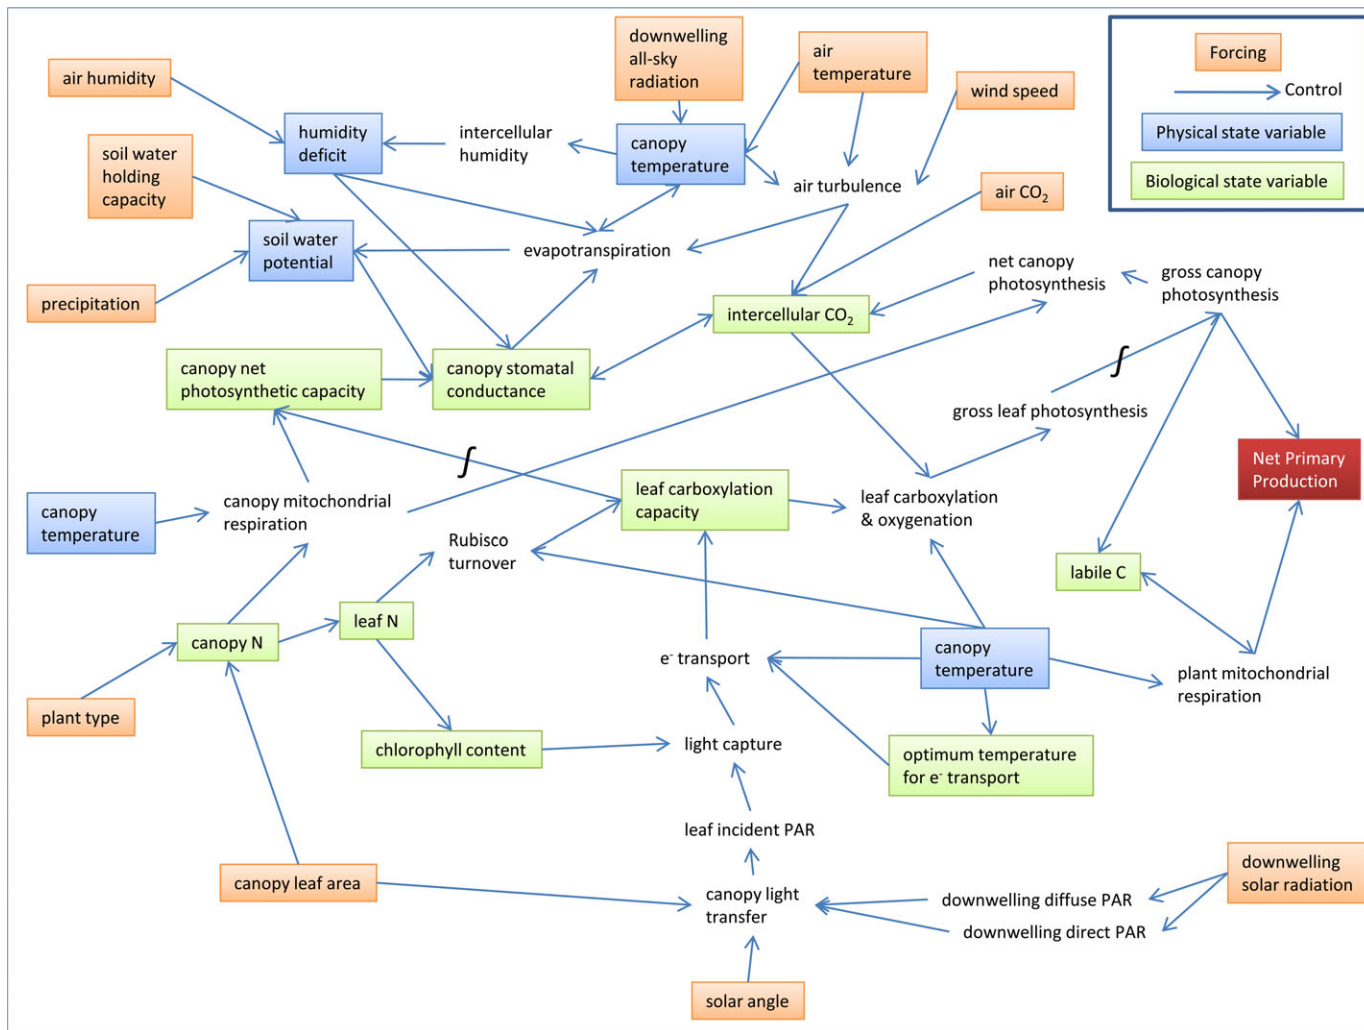 downwelling
all-sky
radiation
air
temperature
Forcing
air humidity
wind speed
Control
humidity
deficit
intercellular
humidity
canopy
temperature
Physical state variable
soil water
holding
capacity
air turbulence
air CO₂
Biological state variable
soil water
potential
evapotranspiration
net canopy
photosynthesis
gross canopy
photosynthesis
precipitation
intercellular CO₂
canopy net
photosynthetic capacity
canopy stomatal
conductance
∫
gross leaf photosynthesis
∫
Net Primary
Production
canopy
temperature
canopy mitochondrial
respiration
leaf carboxylation
capacity
leaf carboxylation
& oxygenation
Rubisco
turnover
labile C
leaf N
canopy N
e⁻ transport
canopy
temperature
plant mitochondrial
respiration
plant type
chlorophyll content
light capture
optimum temperature
for e⁻ transport
leaf incident PAR
canopy leaf area
canopy light
transfer
downwelling diffuse PAR
downwelling direct PAR
downwelling
solar radiation
solar angle